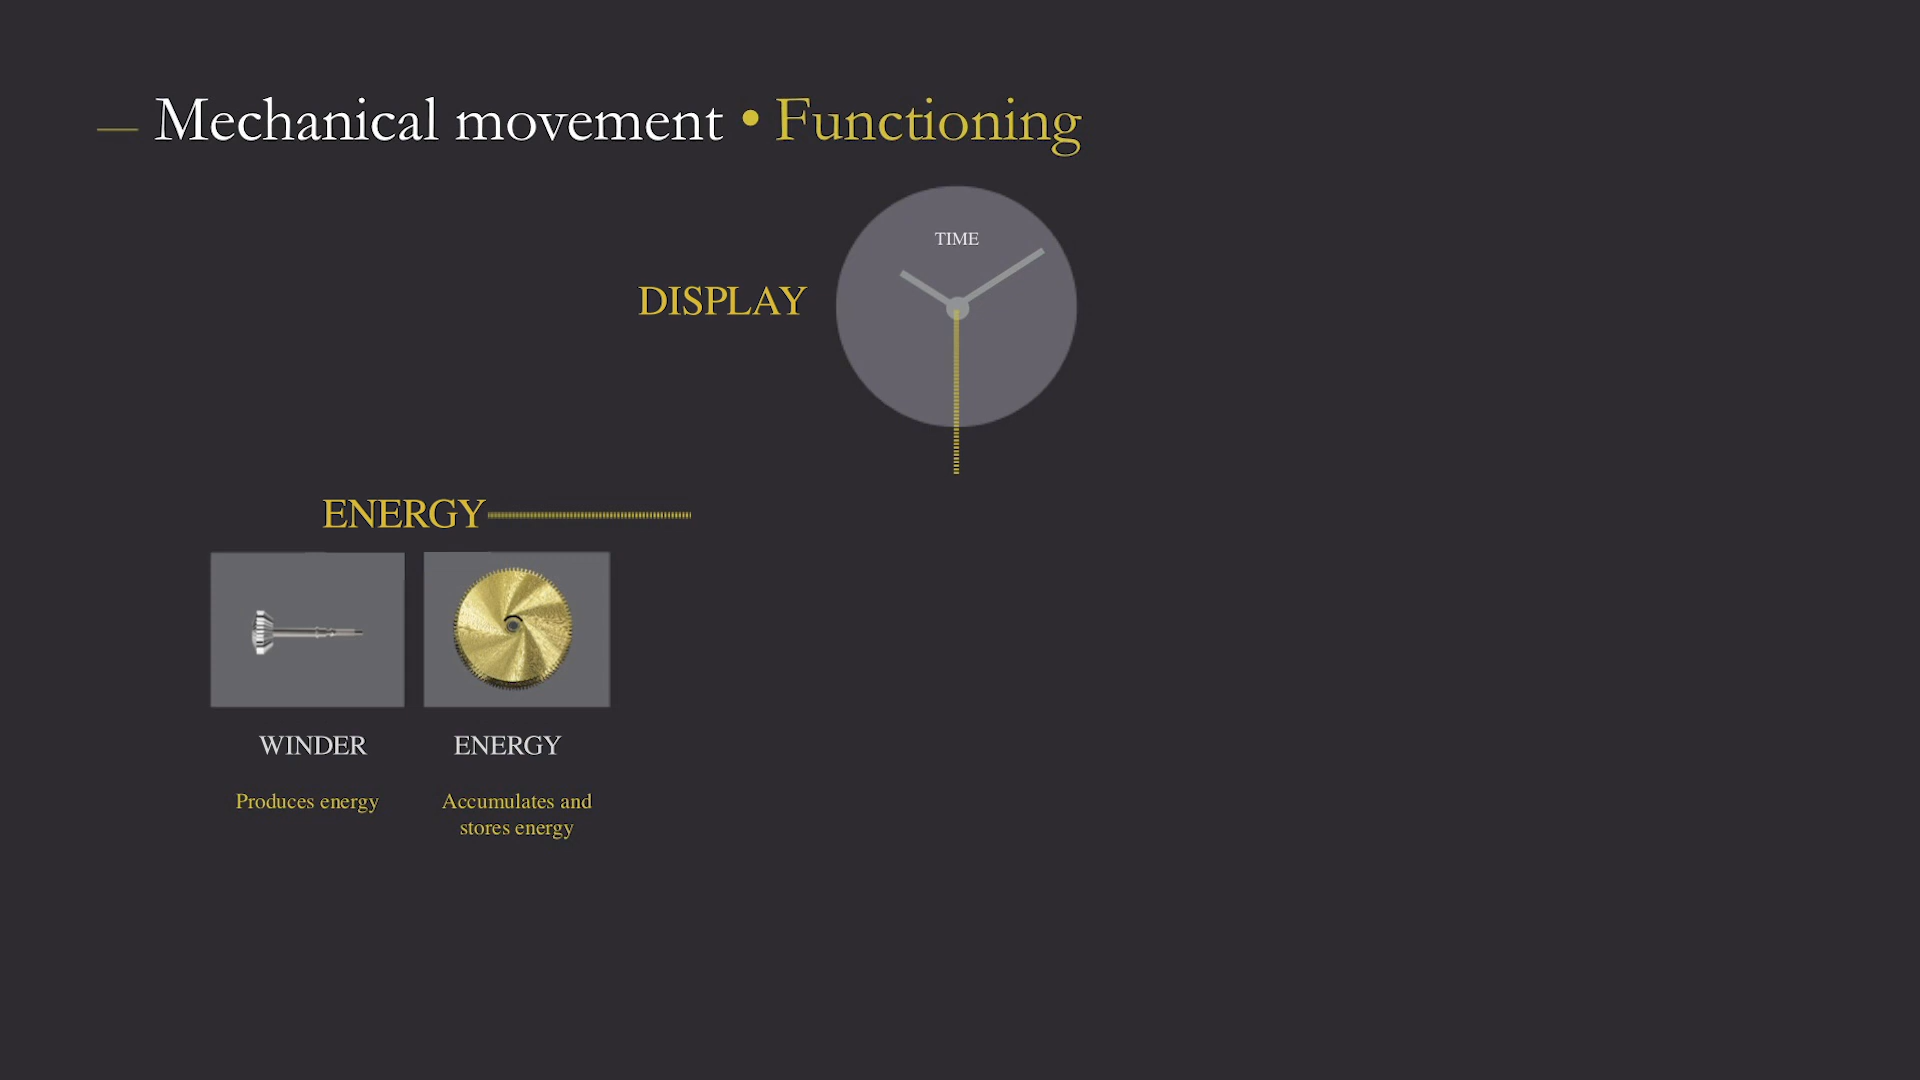 Mechanical movement • Functioning
TIME
DISPLAY
ENERGY
WINDER
ENERGY
Produces energy
Accumulates and
stores energy